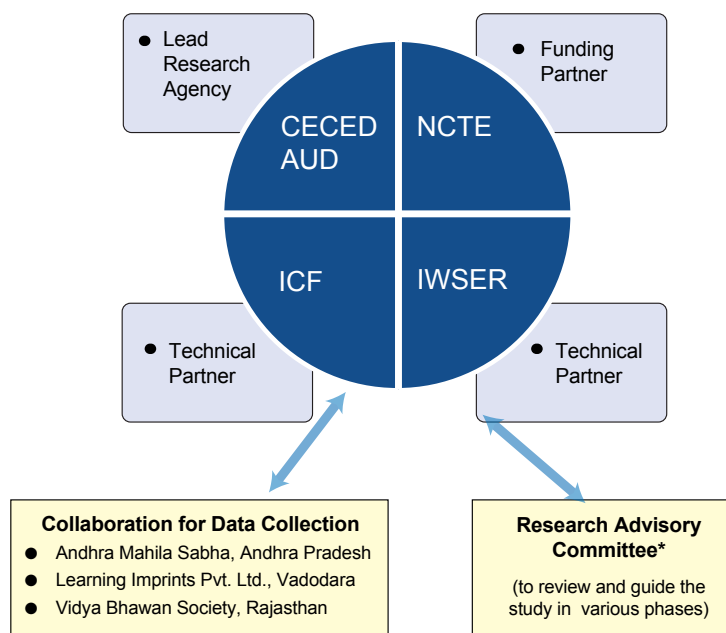 ● Lead
Research
Agency
● Funding
Partner
CECED
AUD
NCTE
ICF
IWSER
● Technical
Partner
● Technical
Partner
Collaboration for Data Collection
● Andhra Mahila Sabha, Andhra Pradesh
● Learning Imprints Pvt. Ltd., Vadodara
● Vidya Bhawan Society, Rajasthan
Research Advisory
Committee*
(to review and guide the
study in various phases)